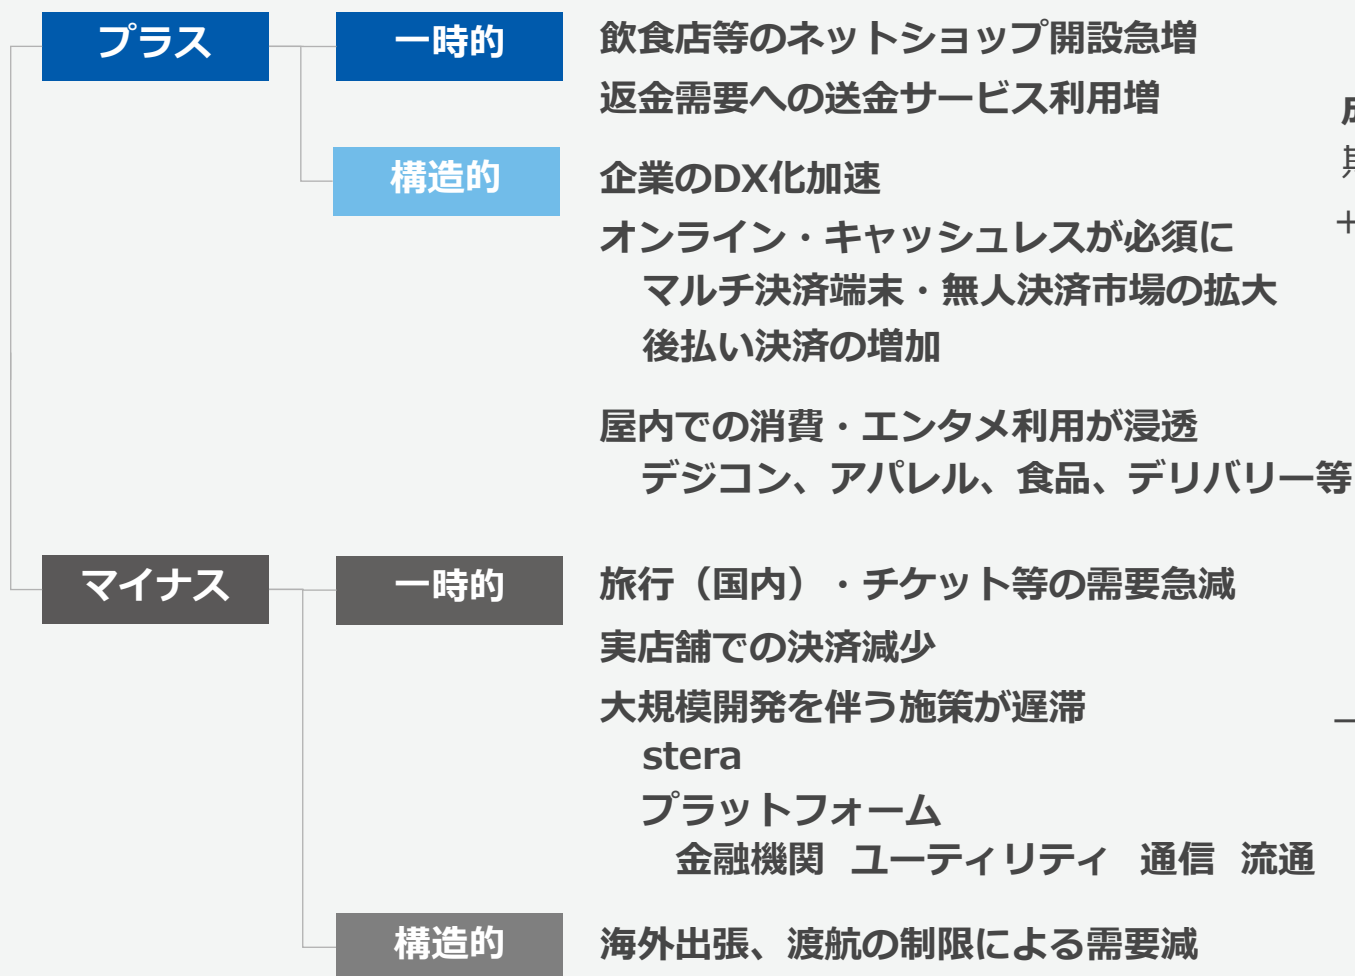 プラス
一時的
飲食店等のネットショップ開設急増
返金需要への送金サービス利用増
構造的
企業のDX化加速
オンライン・キャッシュレスが必須に
マルチ決済端末・無人決済市場の拡大
後払い決済の増加
屋内での消費・エンタメ利用が浸透
デジコン、アパレル、食品、デリバリー等
マイナス
一時的
旅行（国内）・チケット等の需要急減
実店舗での決済減少
大規模開発を伴う施策が遅滞
stera
プラットフォーム
金融機関 ユーティリティ 通信 流通
構造的
海外出張、渡航の制限による需要減